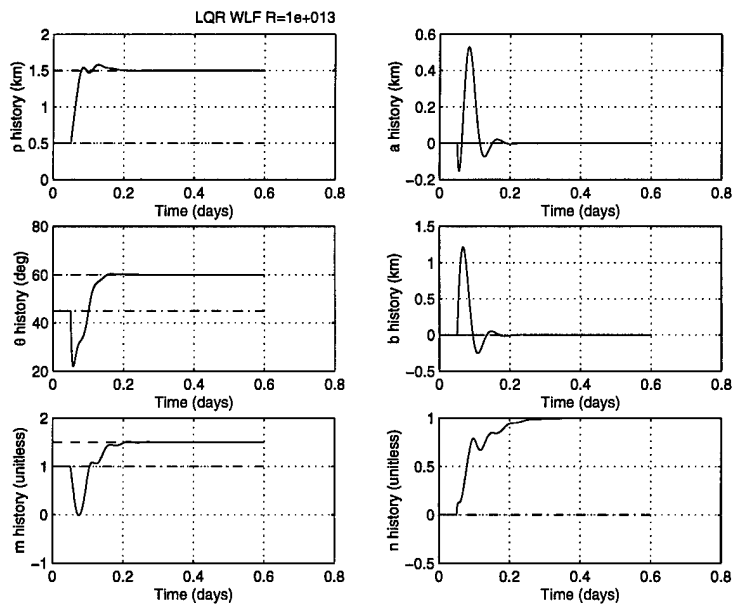 LQR WLF R=1e+013
2
1.5
1
0.5
0
ρ history (km)
0 0.2 0.4 0.6 0.8
Time (days)
0.6
0.4
0.2
0
−0.2
a history (km)
0 0.2 0.4 0.6 0.8
Time (days)
80
60
40
20
θ history (deg)
0 0.2 0.4 0.6 0.8
Time (days)
1.5
1
0.5
0
−0.5
b history (km)
0 0.2 0.4 0.6 0.8
Time (days)
2
1
0
−1
m history (unitless)
0 0.2 0.4 0.6 0.8
Time (days)
1
0.5
0
−0.5
n history (unitless)
0 0.2 0.4 0.6 0.8
Time (days)